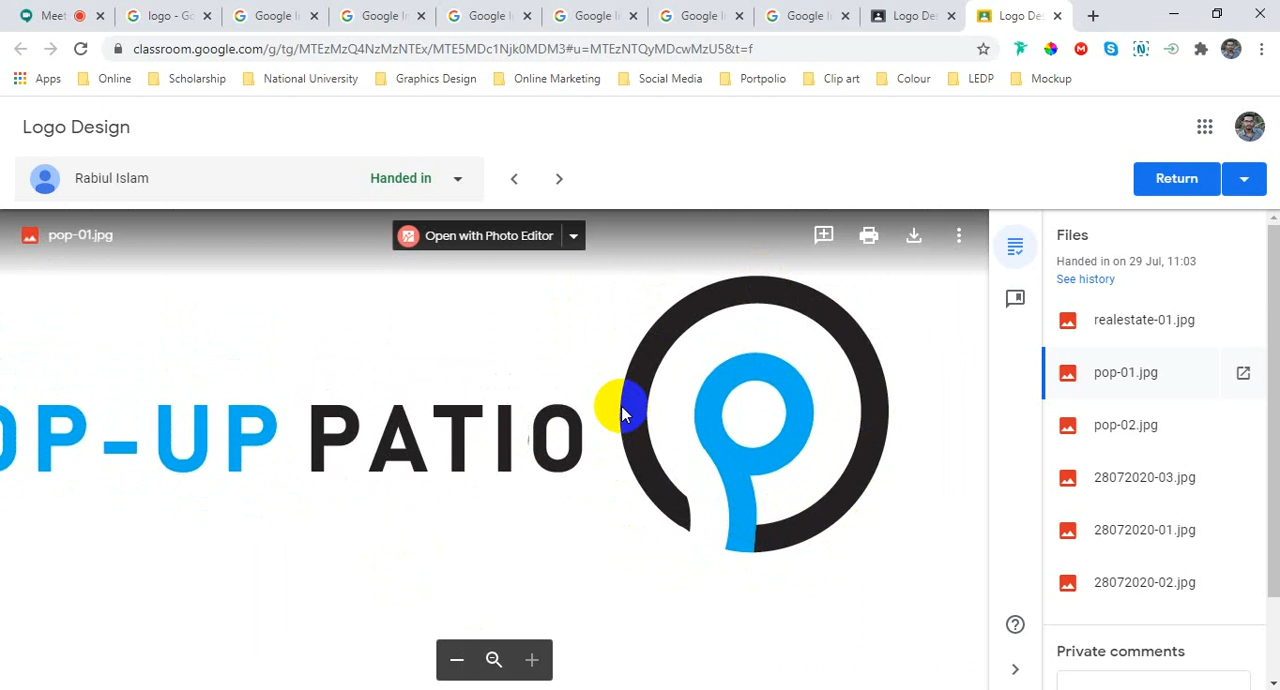 Meet
logo - Go
Google I
Google In
Google I
Google li
Google
Google I
Logo De
Logo De
classroom.google.com/g/tg/MTEzMzQ4NzMzNTEx/MTE5MDc1Njk0MDM3#u=MTEzNTQyMDcwMzU5&t=f
Apps
Online
Scholarship
National University
Graphics Design
Online Marketing
Social Media
Portpolio
Clip art
Colour
LEDP
Mockup
Logo Design
Rabiul Islam
Handed in
Return
pop-01.jpg
Open with Photo Editor
OP-UP PATIO
Files
Handed in on 29 Jul, 11:03
See history
realestate-01.jpg
pop-01.jpg
pop-02.jpg
28072020-03.jpg
28072020-01.jpg
28072020-02.jpg
Private comments